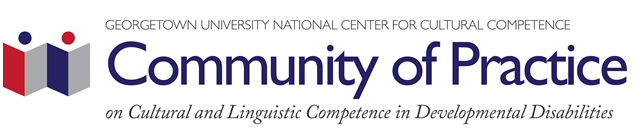 GEORGETOWN UNIVERSITY NATIONAL CENTER FOR CULTURAL COMPETENCE
Community of Practice
on Cultural and Linguistic Competence in Developmental Disabilities